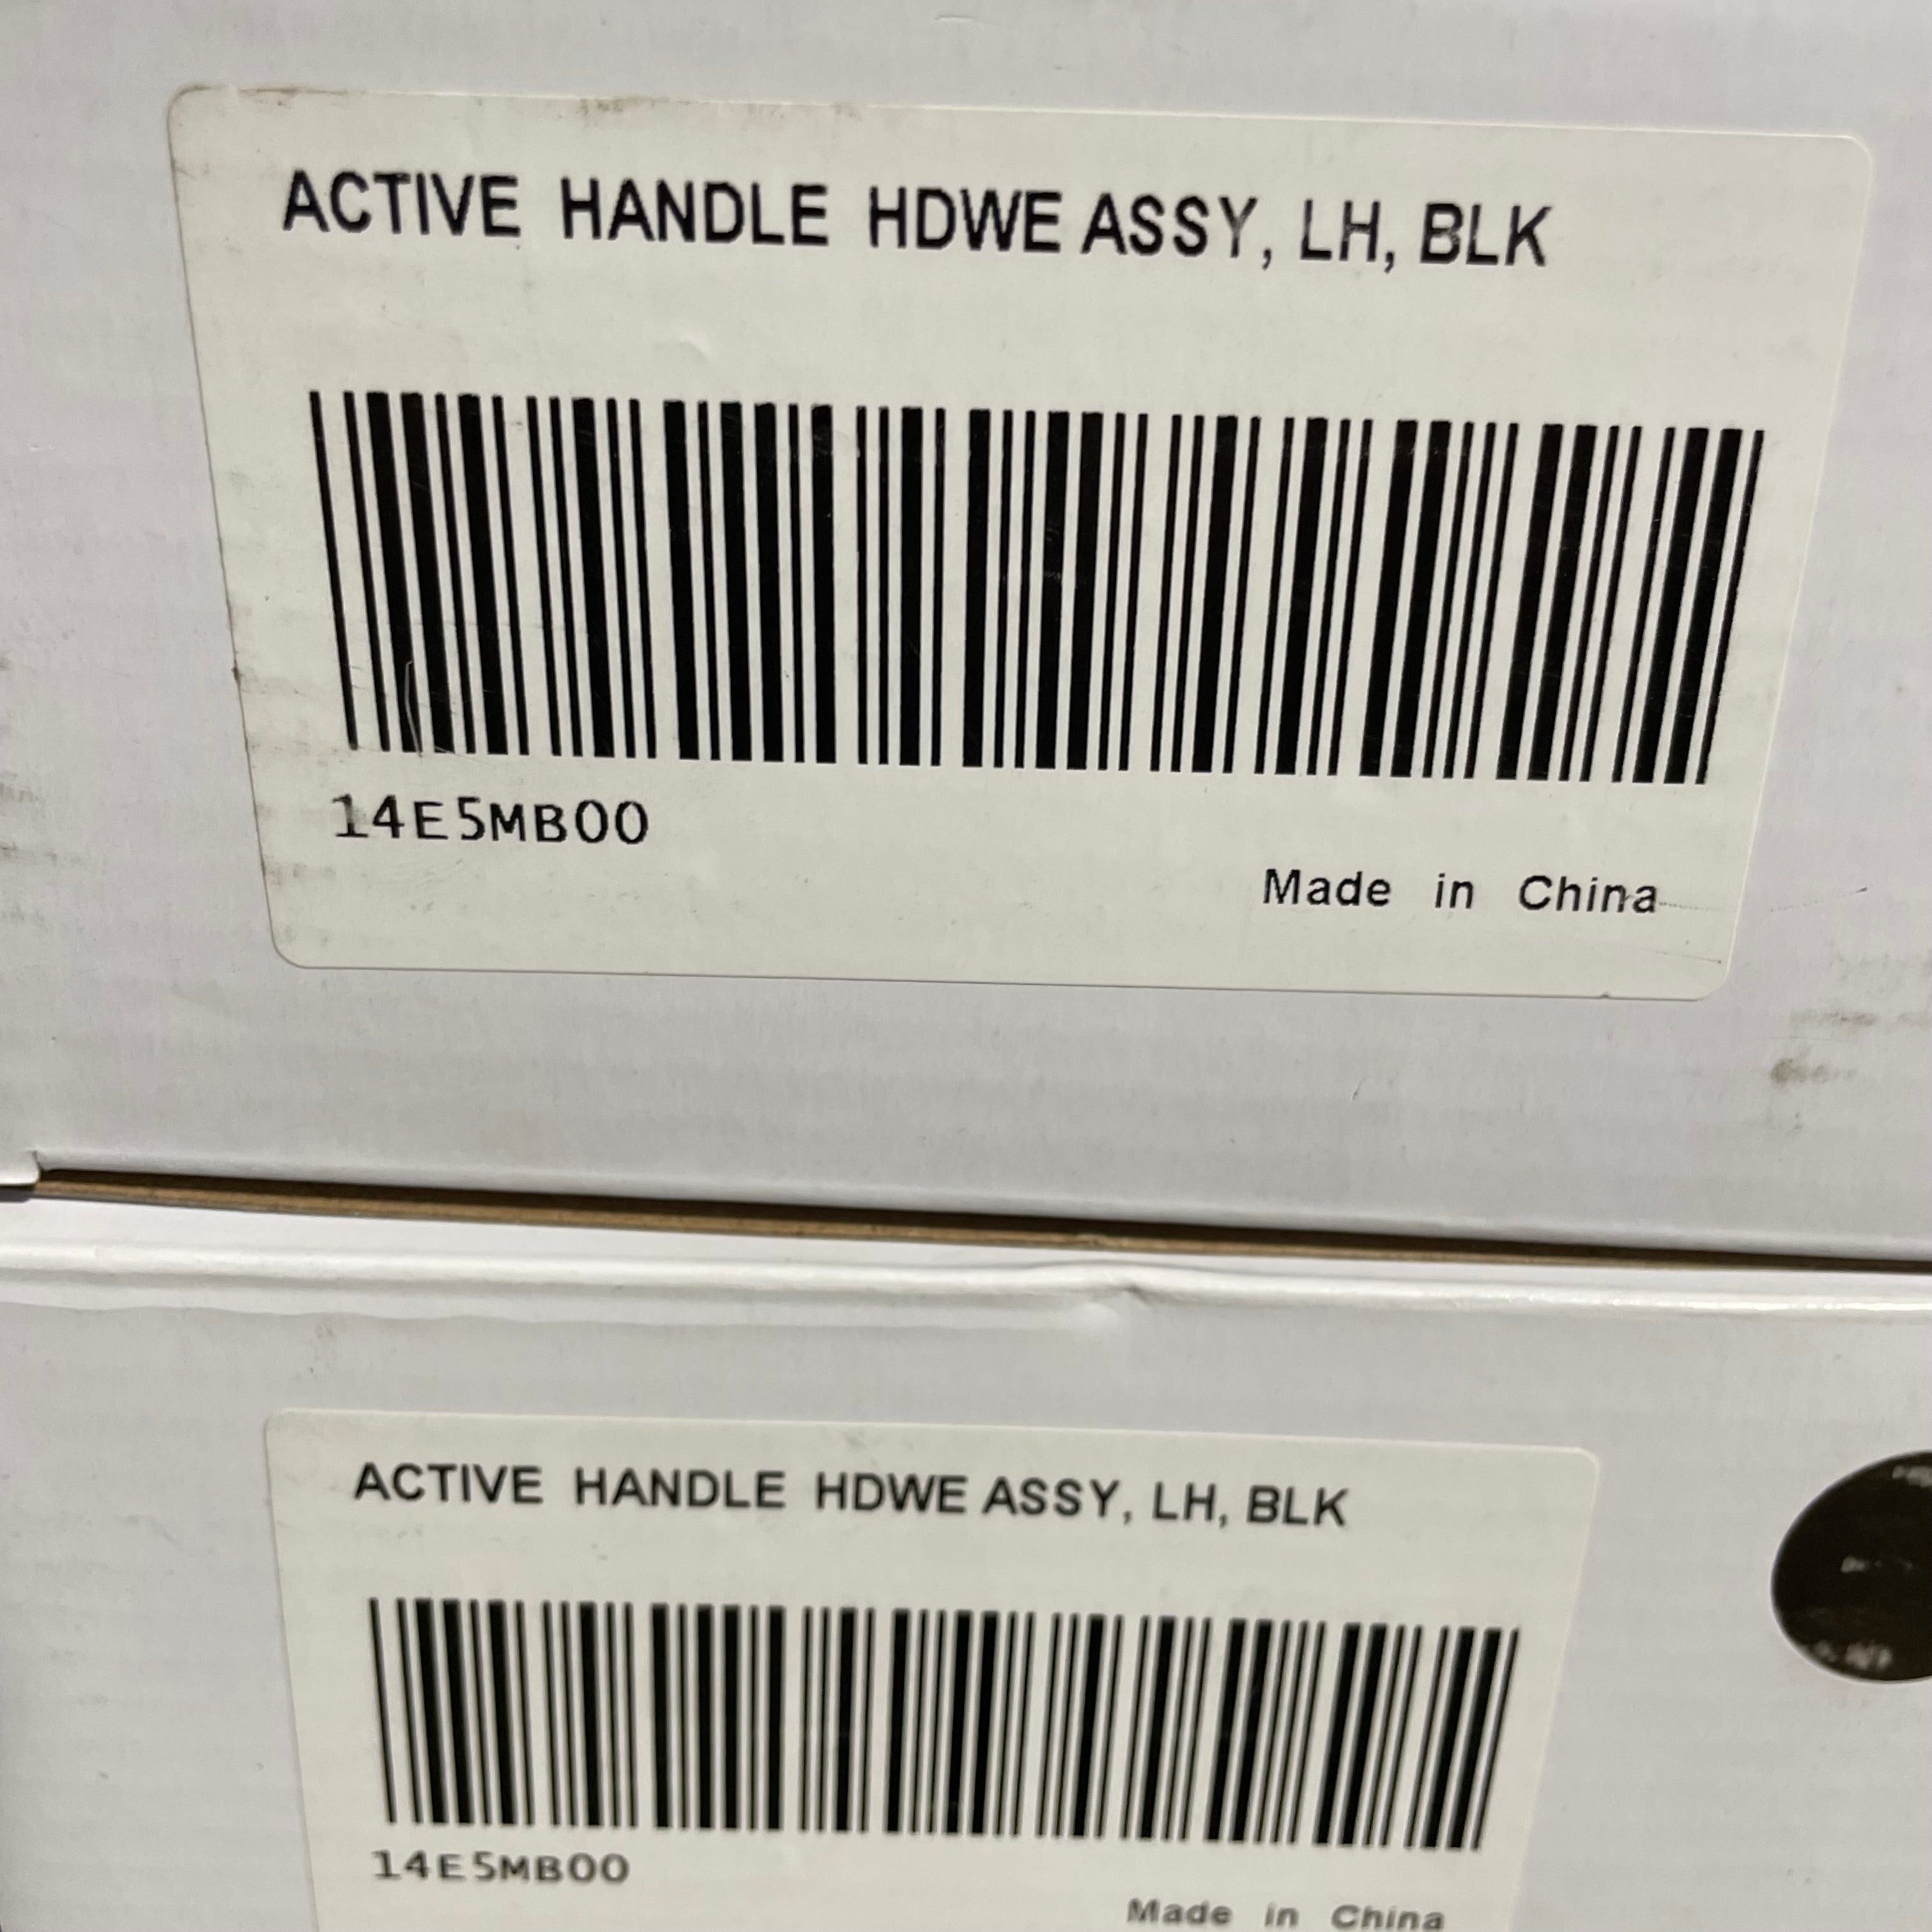 ACTIVE HANDLE HDWE ASSY, LH, BLK
14E5MB00
Made in China
ACTIVE HANDLE HDWE ASSY, LH, BLK
14E5MB00
Made in China